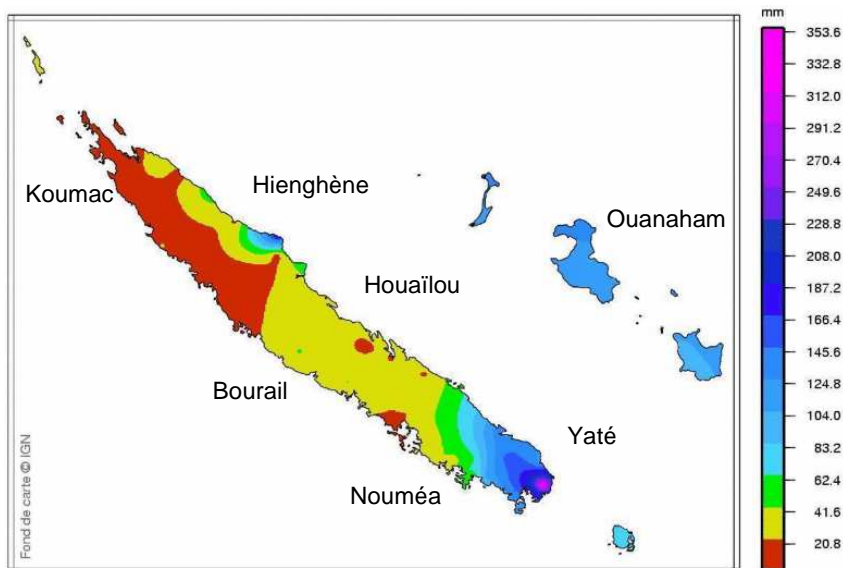 mm
353.6
332.8
312.0
291.2
270.4
249.6
228.8
208.0
187.2
166.4
145.6
124.8
104.0
83.2
62.4
41.6
20.8
Koumac
Hienghène
Ouanaham
Houaïlou
Bourail
Yaté
Nouméa
Fond de carte © IGN